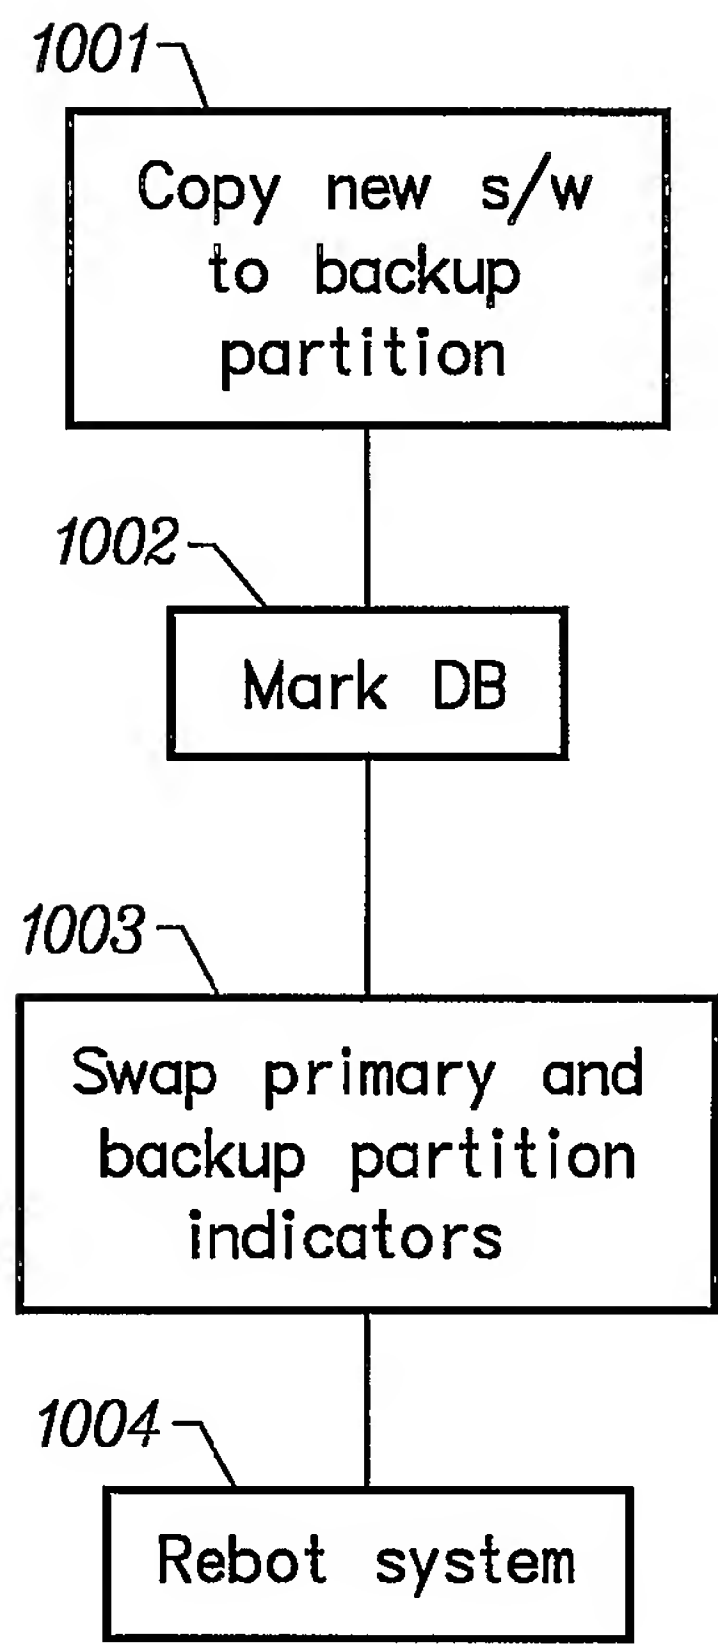 1001
Copy new s/w
to backup
partition
1002
Mark DB
1003
Swap primary and
backup partition
indicators
1004
Rebot system